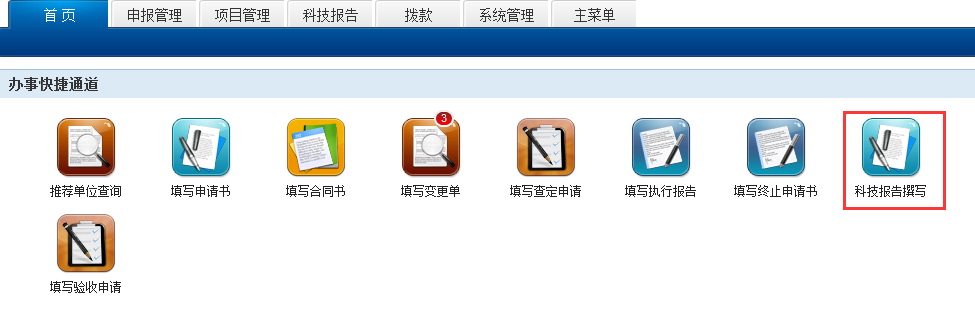 首 页 申报管理 项目管理 科技报告 拨款 系统管理 主菜单
办事快捷通道
3
推荐单位查询 填写申请书 填写合同书 填写变更单 填写查定申请 填写执行报告 填写终止申请书 科技报告撰写
填写验收申请